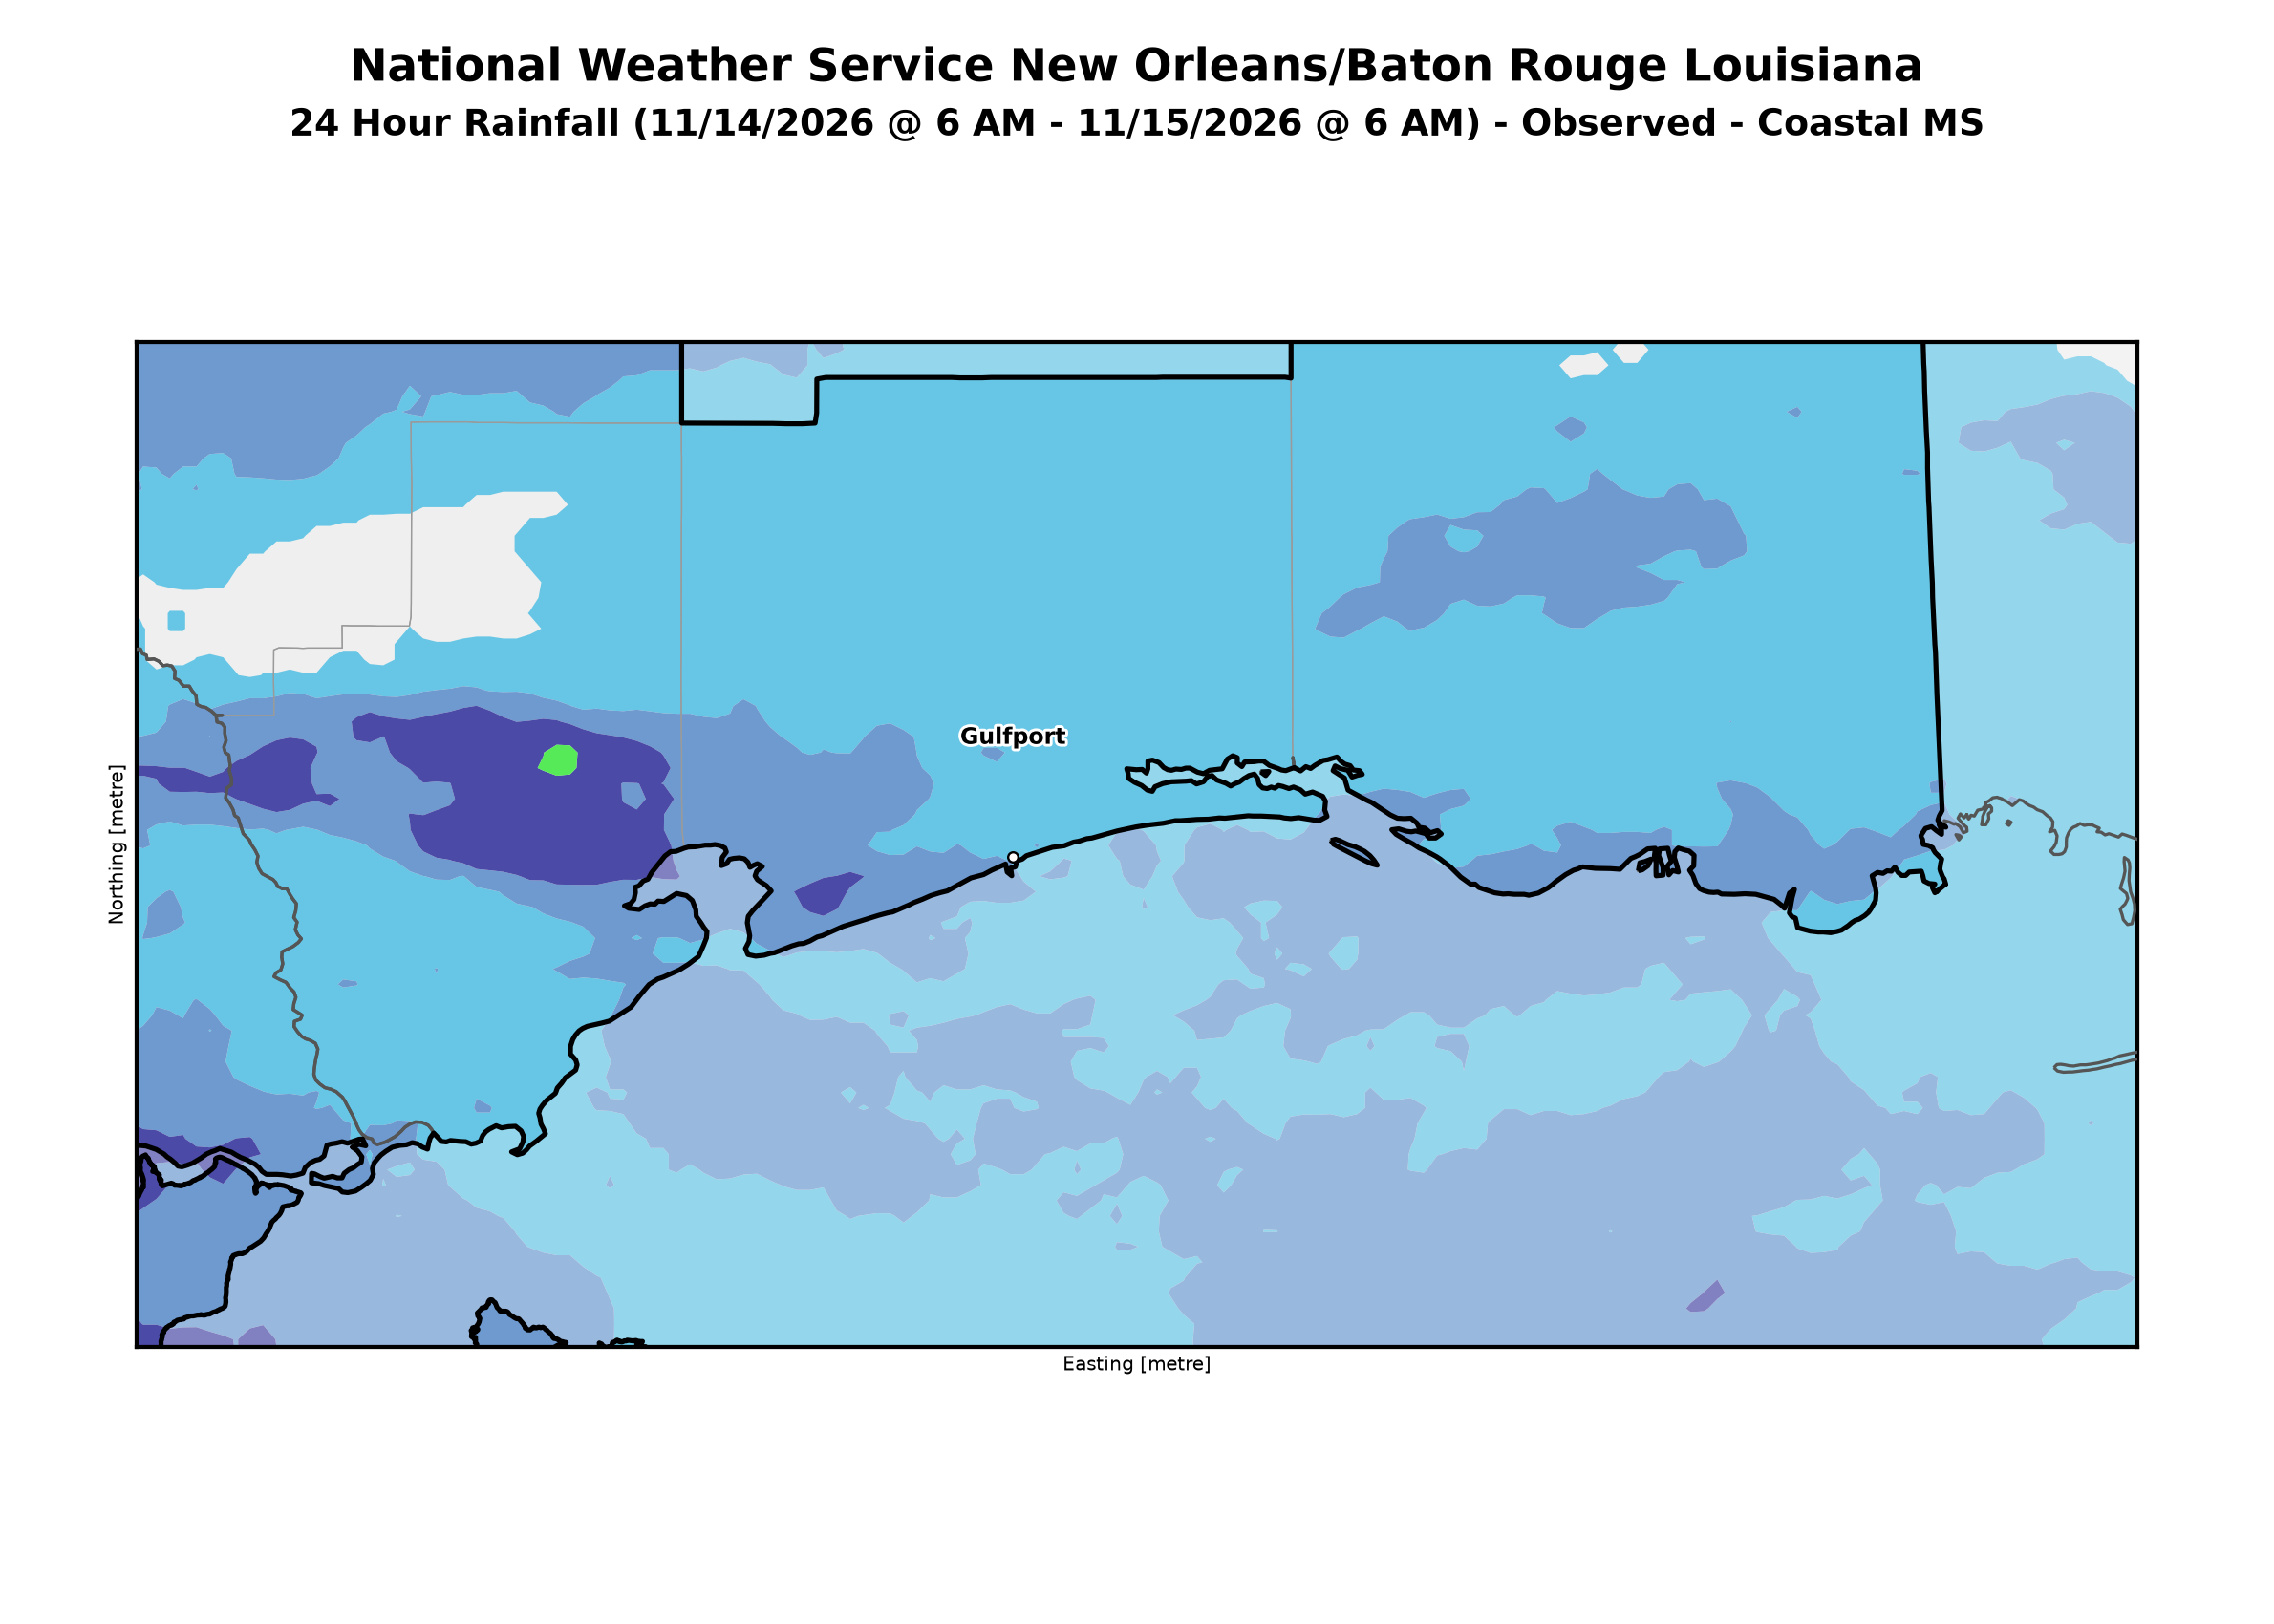 National Weather Service New Orleans/Baton Rouge Louisiana
24 Hour Rainfall (11/14/2026 @ 6 AM - 11/15/2026 @ 6 AM) - Observed - Coastal MS
Gulfport
Northing [metre]
Easting [metre]